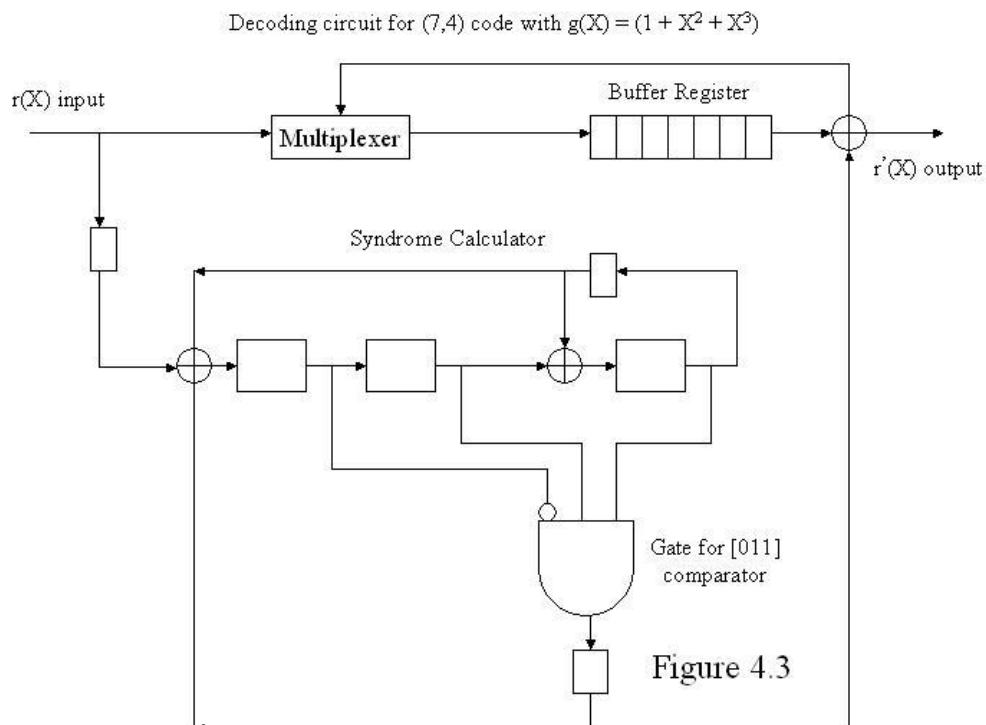 Decoding circuit for (7,4) code with g(X) = (1 + X² + X³)
r(X) input
Buffer Register
Multiplexer
r'(X) output
Syndrome Calculator
Gate for [011]
comparator
Figure 4.3